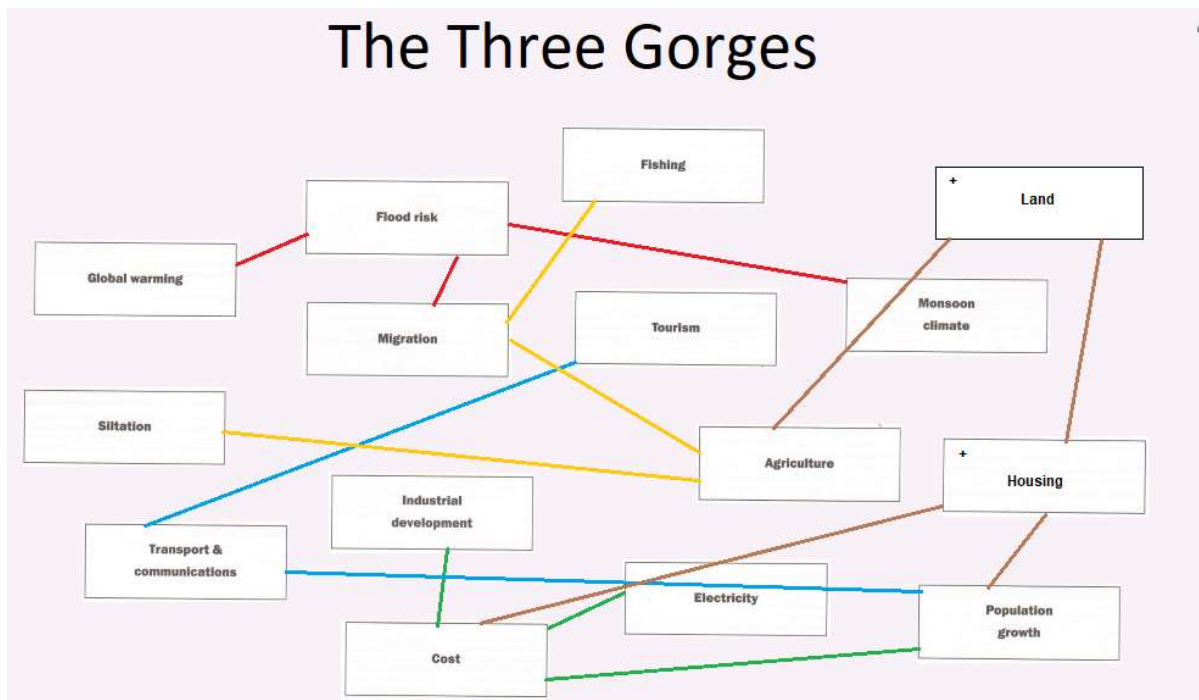 The Three Gorges
Fishing
+
Land
Flood risk
Global warming
Monsoon
climate
Migration
Tourism
Siltation
Agriculture
+
Housing
Industrial
development
Transport &
communications
Electricity
Population
growth
Cost